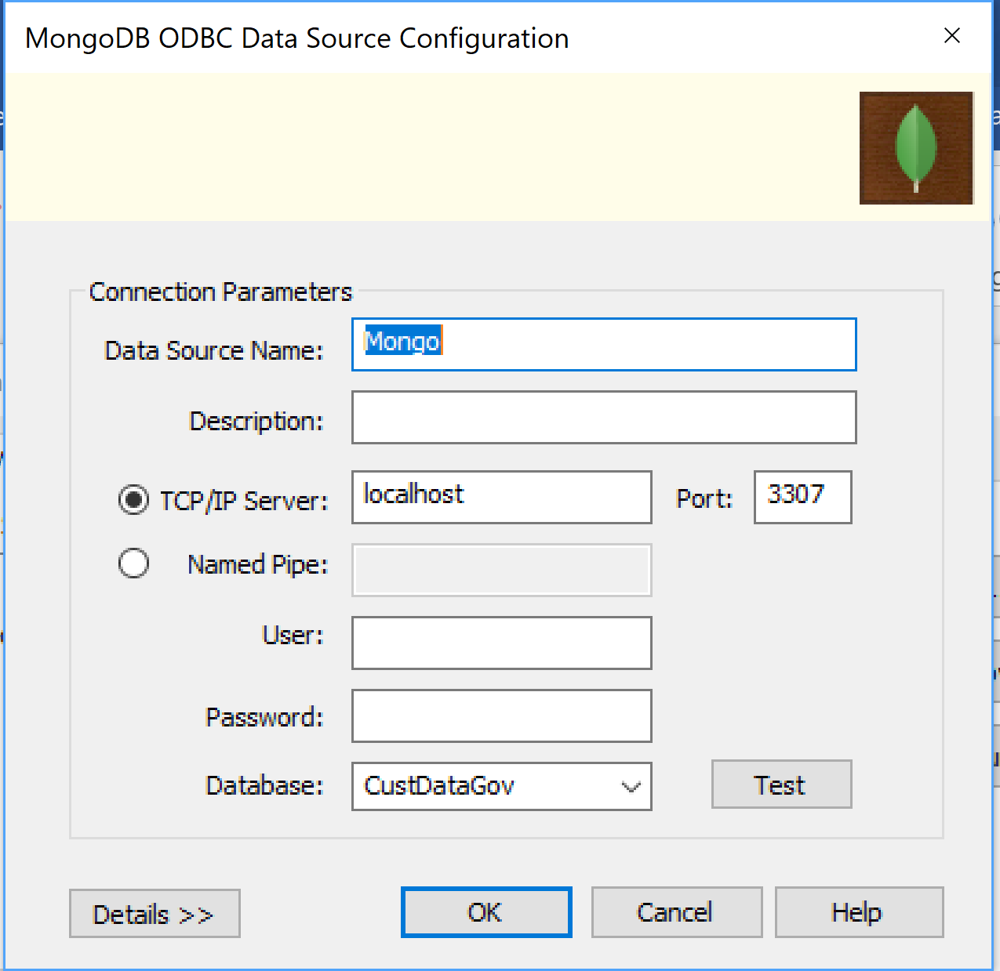 MongoDB ODBC Data Source Configuration
Connection Parameters
Data Source Name: Mongo
Description:
TCP/IP Server: localhost Port: 3307
Named Pipe:
User:
Password:
Database: CustDataGov Test
Details >> OK Cancel Help